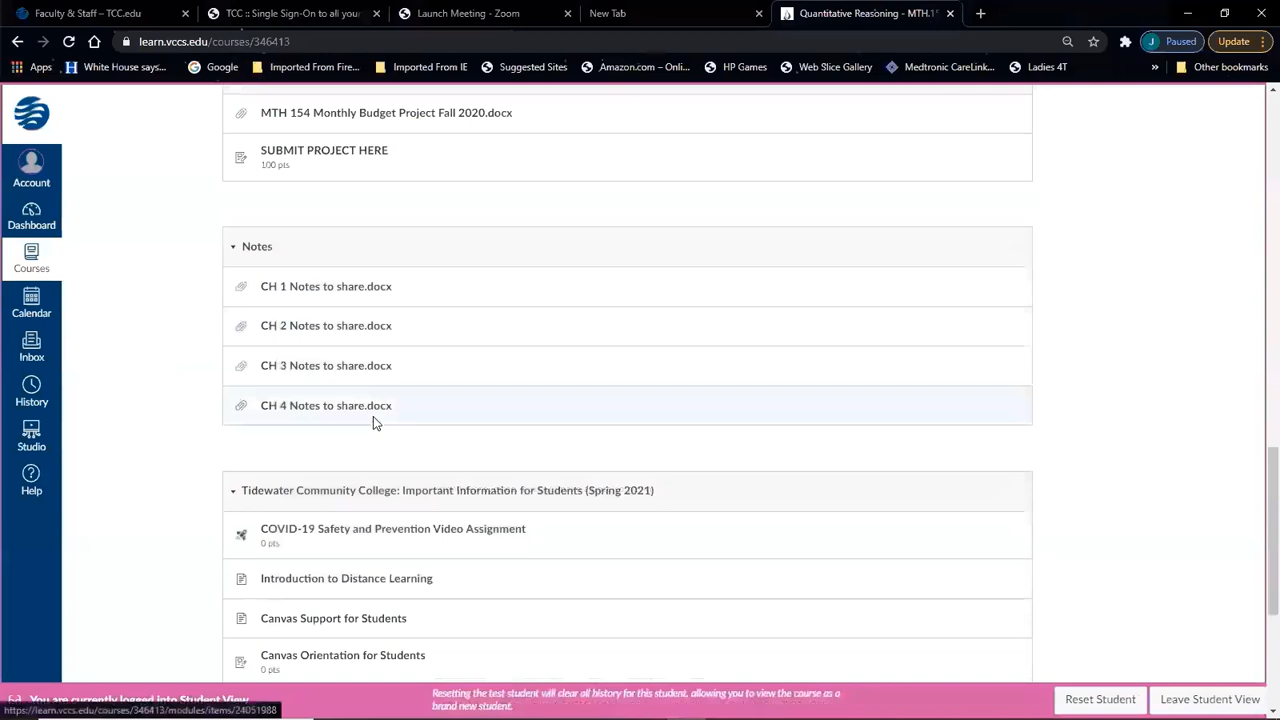 Faculty & Staff – TCC.edu
TCC :: Single Sign-On to all your
Launch Meeting - Zoom
New Tab
Quantitative Reasoning - MTH.1
learn.vccs.edu/courses/346413
Paused
Update
Apps
White House says...
Google
Imported From Fire...
Imported From IE
Suggested Sites
Amazon.com – Onli...
HP Games
Web Slice Gallery
Medtronic CareLink...
Ladies 4T
»
Other bookmarks
MTH 154 Monthly Budget Project Fall 2020.docx
SUBMIT PROJECT HERE
100 pts
Account
Dashboard
Courses
Calendar
Inbox
History
Studio
Help
Notes
CH 1 Notes to share.docx
CH 2 Notes to share.docx
CH 3 Notes to share.docx
CH 4 Notes to share.docx
Tidewater Community College: Important Information for Students (Spring 2021)
COVID-19 Safety and Prevention Video Assignment
0 pts
Introduction to Distance Learning
Canvas Support for Students
Canvas Orientation for Students
0 pts
You are currently logged into Student View
Resetting the test student will clear all history for this student, allowing you to view the course as a
brand new student.
Reset Student
Leave Student View
https://learn.vccs.edu/courses/346413/modules/items/24051988